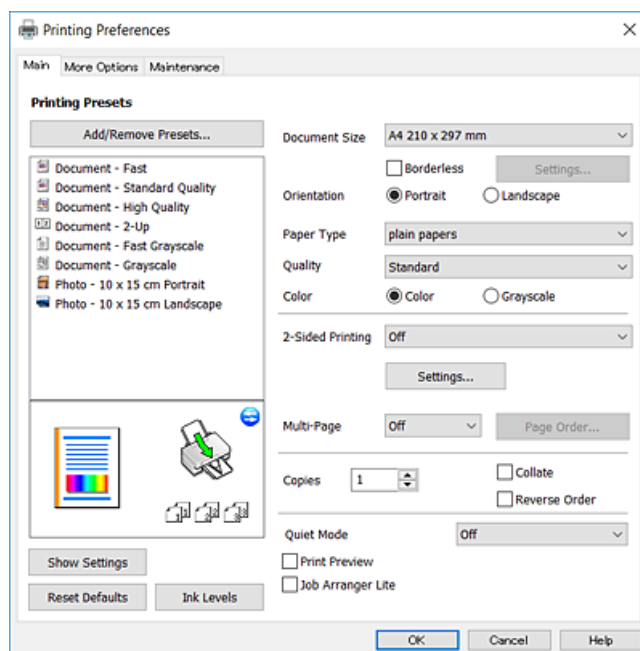 Printing Preferences
Main More Options Maintenance
Printing Presets
Add/Remove Presets...
Document - Fast
Document - Standard Quality
Document - High Quality
Document - 2-Up
Document - Fast Grayscale
Document - Grayscale
Photo - 10 x 15 cm Portrait
Photo - 10 x 15 cm Landscape
Show Settings
Reset Defaults Ink Levels
Document Size A4 210 x 297 mm
Borderless Settings...
Orientation Portrait Landscape
Paper Type plain papers
Quality Standard
Color Color Grayscale
2-Sided Printing Off
Settings...
Multi-Page Off Page Order...
Copies 1 Collate
Reverse Order
Quiet Mode Off
Print Preview
Job Arranger Lite
OK Cancel Help